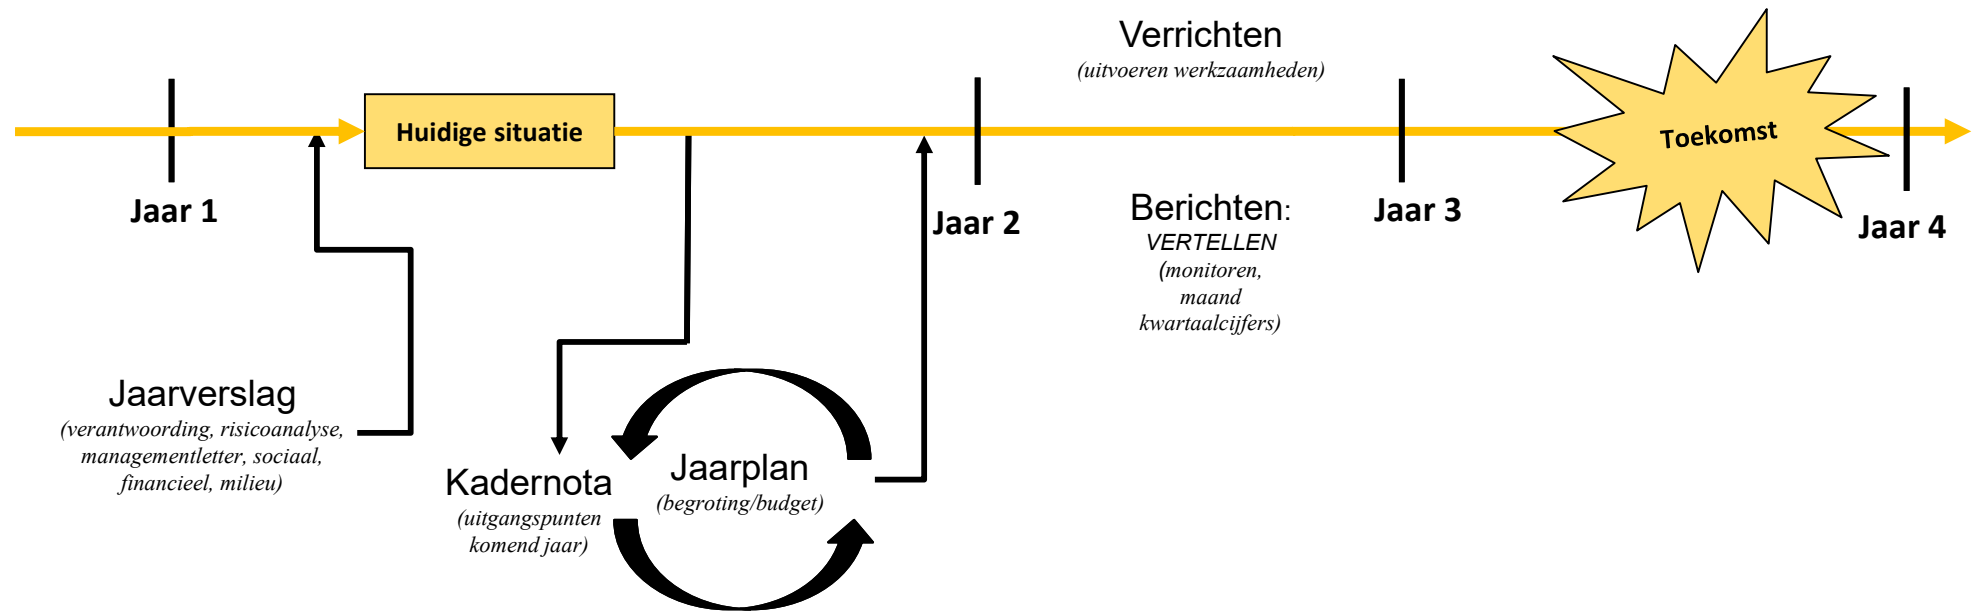 Verrichten
(uitvoeren werkzaamheden)
Huidige situatie
Toekomst
Jaar 1
Jaar 2
Berichten:
VERTELLEN
(monitoren,
maand
kwartaalcijfers)
Jaar 3
Jaar 4
Jaarverslag
(verantwoording, risicoanalyse,
managementletter, sociaal,
financieel, milieu)
Kadernota
(uitgangspunten
komend jaar)
Jaarplan
(begroting/budget)